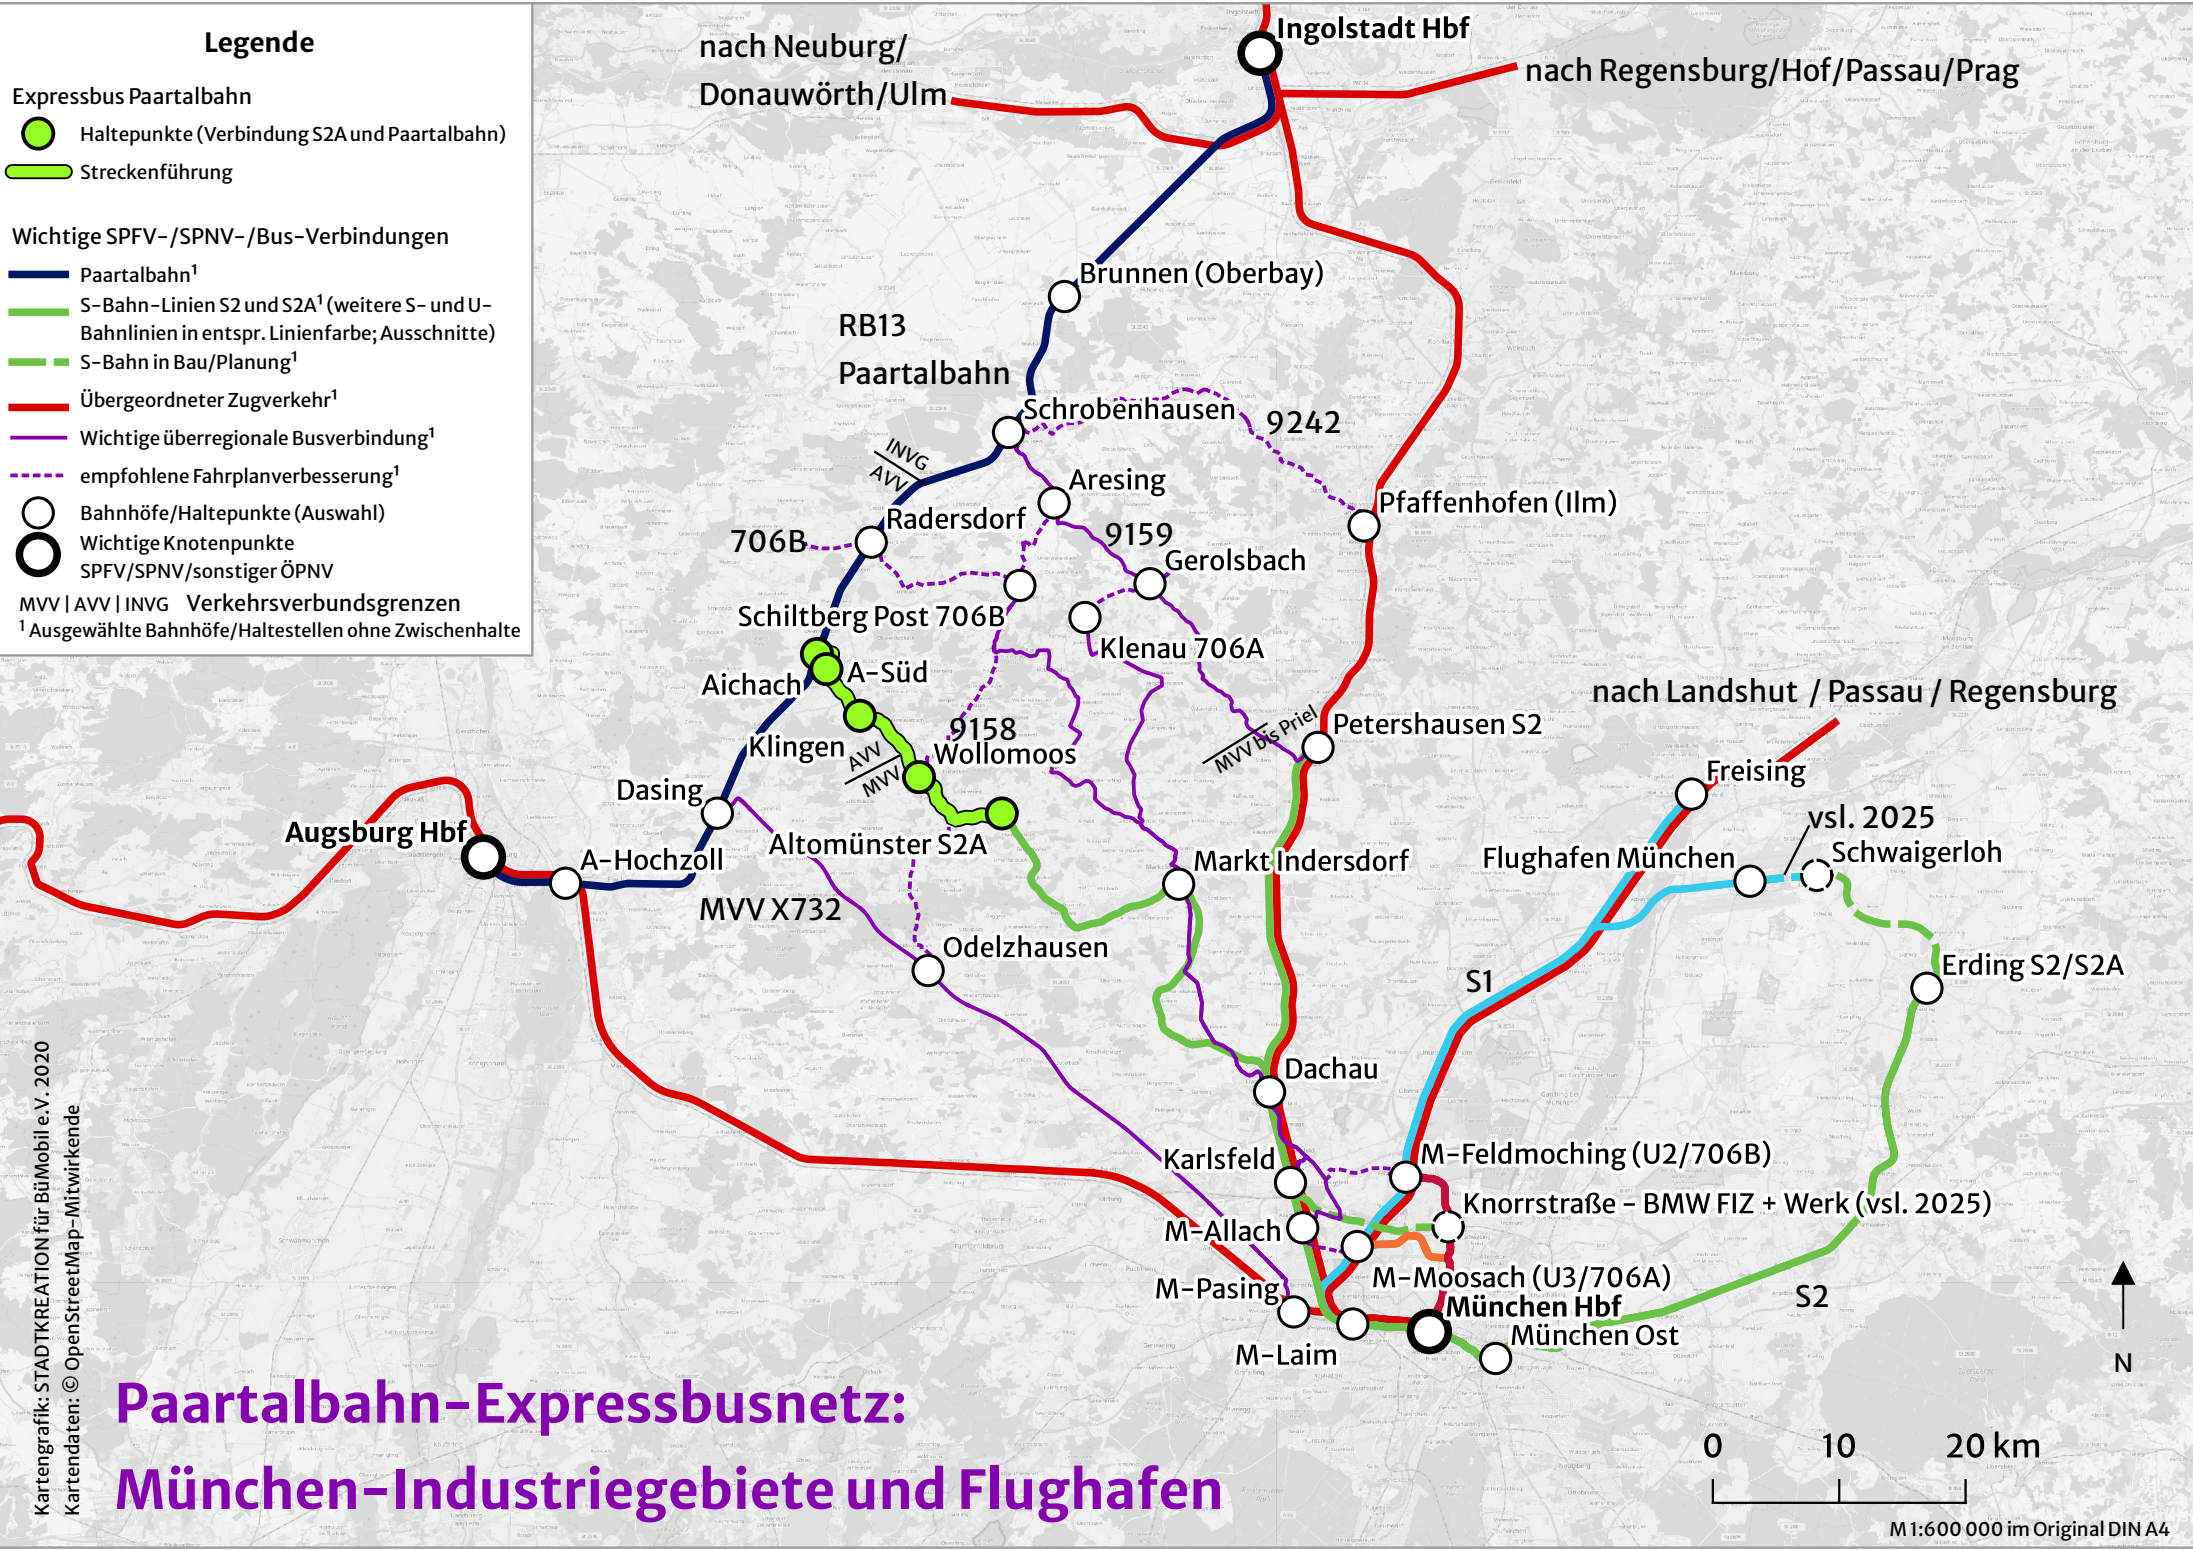 Legende
Expressbus Paartalbahn
Haltepunkte (Verbindung S2A und Paartalbahn)
Streckenführung
Wichtige SPFV-/SPNV-/Bus-Verbindungen
Paartalbahn¹
S-Bahn-Linien S2 und S2A¹ (weitere S- und U-
Bahnlinien in entspr. Linienfarbe; Ausschnitte)
S-Bahn in Bau/Planung¹
Übergeordneter Zugverkehr¹
Wichtige überregionale Busverbindung¹
empfohlene Fahrplanverbesserung¹
Bahnhöfe/Haltepunkte (Auswahl)
Wichtige Knotenpunkte
SPFV/SPNV/sonstiger ÖPNV
MVV | AVV | INVG Verkehrsverbundsgrenzen
¹ Ausgewählte Bahnhöfe/Haltestellen ohne Zwischenhalte
Ingolstadt Hbf
nach Neuburg/
Donauwörth/Ulm
nach Regensburg/Hof/Passau/Prag
Brunnen (Oberbay)
RB13
Paartalbahn
Schrobenhausen
9242
INVG
AVV
Aresing
Pfaffenhofen (Ilm)
Radersdorf
706B
9159
Gerolsbach
Schiltberg Post 706B
Klenau 706A
A-Süd
Aichach
nach Landshut / Passau / Regensburg
MVV bis Priel
Petershausen S2
9158
Klingen
AVV
MVV
Wollomoos
Freising
Dasing
vsl. 2025
Augsburg Hbf
Altomünster S2A
A-Hochzoll
Markt Indersdorf
Flughafen München
Schwaigerloh
MVV X732
Odelzhausen
Erding S2/S2A
S1
Dachau
Karlsfeld
M-Feldmoching (U2/706B)
Knorrstraße - BMW FIZ + Werk (vsl. 2025)
M-Allach
M-Moosach (U3/706A)
M-Pasing
München Hbf
S2
München Ost
M-Laim
N
Kartengrafik: STADTKREATION für BüMobil e.V. 2020
Kartendaten: © OpenStreetMap-Mitwirkende
Paartalbahn-Expressbusnetz:
München-Industriegebiete und Flughafen
0 10 20 km
M 1:600 000 im Original DIN A4